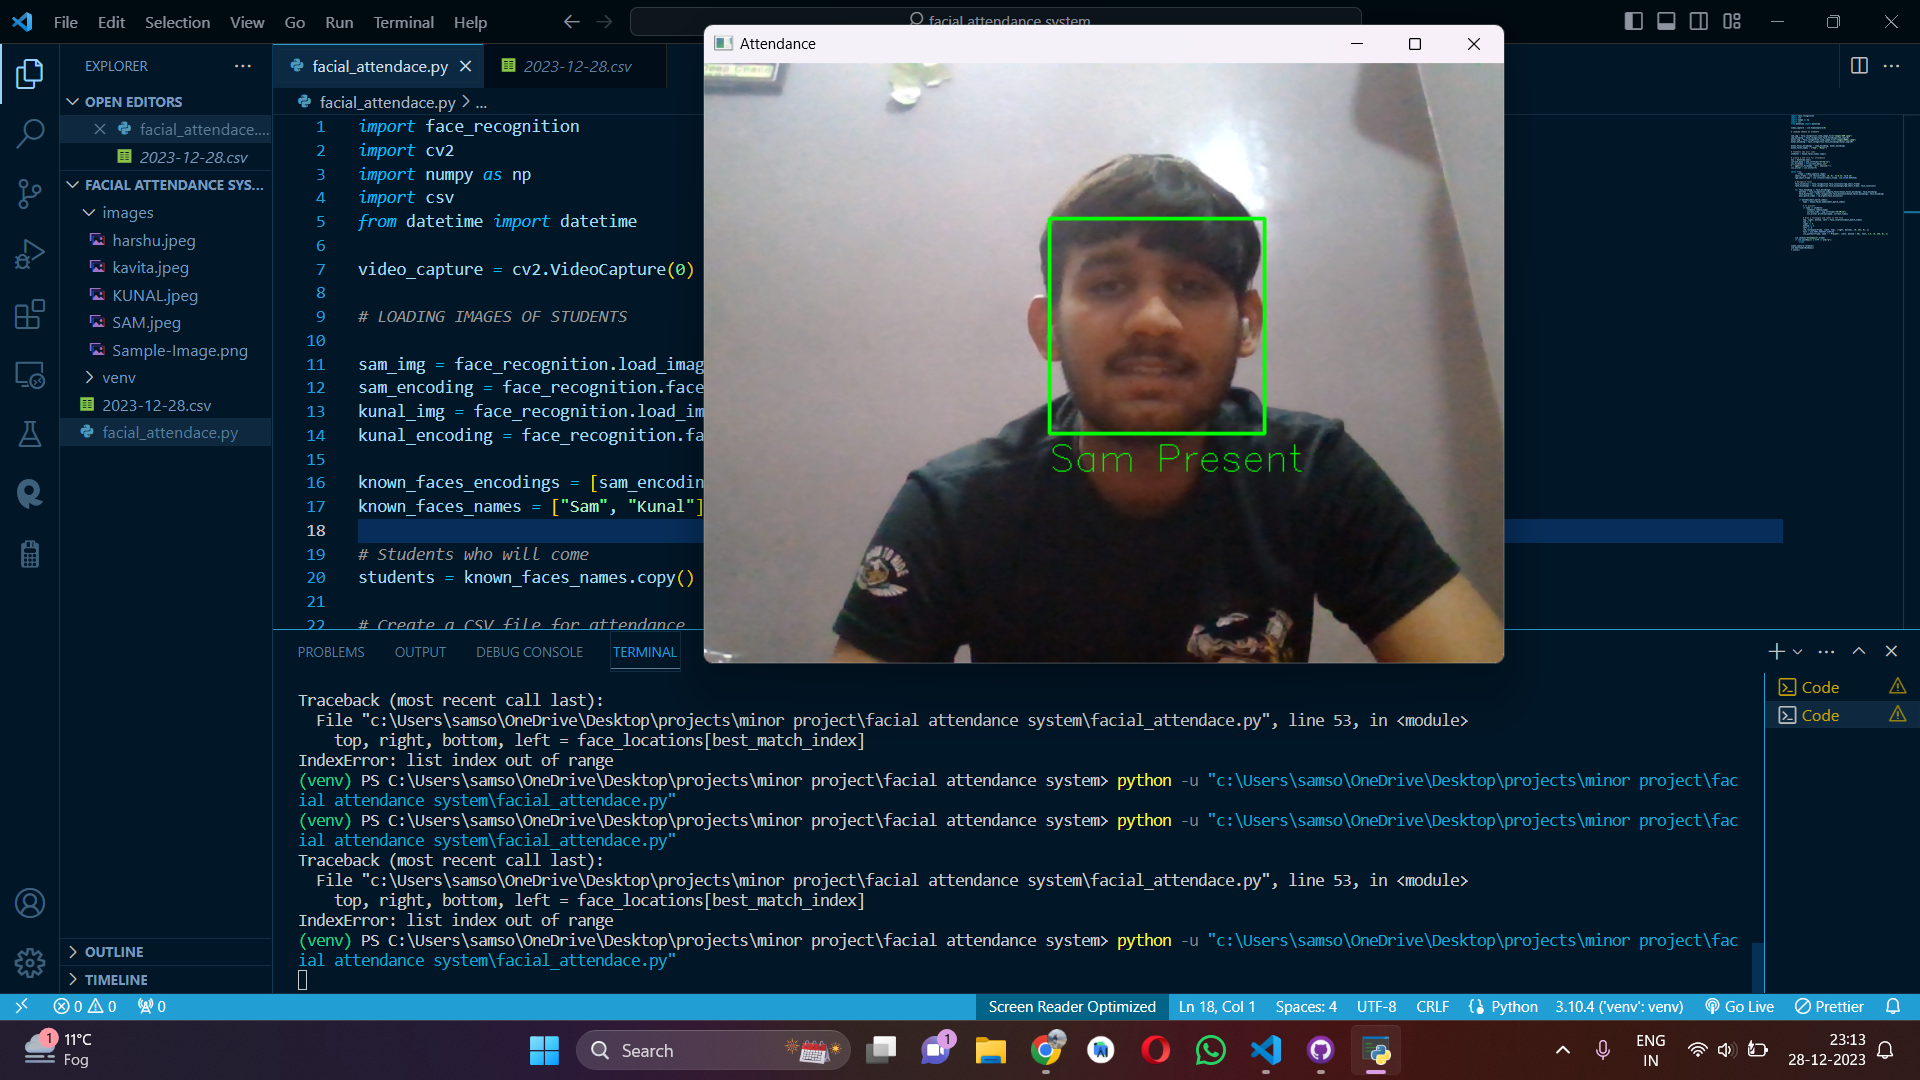 File Edit Selection View Go Run Terminal Help
facial attendance system
EXPLORER
OPEN EDITORS
facial_attendace....
2023-12-28.csv
FACIAL ATTENDANCE SYS...
images
harshu.jpeg
kavita.jpeg
KUNAL.jpeg
SAM.jpeg
Sample-Image.png
venv
2023-12-28.csv
facial_attendace.py
OUTLINE
TIMELINE
facial_attendace.py
2023-12-28.csv
facial_attendace.py > ...
1 import face_recognition
2 import cv2
3 import numpy as np
4 import csv
5 from datetime import datetime
6
7 video_capture = cv2.VideoCapture(0)
8
9 # LOADING IMAGES OF STUDENTS
10
11 sam_img = face_recognition.load_imag
12 sam_encoding = face_recognition.face
13 kunal_img = face_recognition.load_im
14 kunal_encoding = face_recognition.fa
15
16 known_faces_encodings = [sam_encodin
17 known_faces_names = ["Sam", "Kunal"]
18
19 # Students who will come
20 students = known_faces_names.copy()
21
22 # Create a CSV file for attendance
Attendance
Sam Present
PROBLEMS OUTPUT DEBUG CONSOLE TERMINAL
Traceback (most recent call last):
File "c:\Users\samso\OneDrive\Desktop\projects\minor project\facial attendance system\facial_attendace.py", line 53, in <module>
top, right, bottom, left = face_locations[best_match_index]
IndexError: list index out of range
(venv) PS C:\Users\samso\OneDrive\Desktop\projects\minor project\facial attendance system> python -u "c:\Users\samso\OneDrive\Desktop\projects\minor project\fac
ial attendance system\facial_attendace.py"
(venv) PS C:\Users\samso\OneDrive\Desktop\projects\minor project\facial attendance system> python -u "c:\Users\samso\OneDrive\Desktop\projects\minor project\fac
ial attendance system\facial_attendace.py"
Traceback (most recent call last):
File "c:\Users\samso\OneDrive\Desktop\projects\minor project\facial attendance system\facial_attendace.py", line 53, in <module>
top, right, bottom, left = face_locations[best_match_index]
IndexError: list index out of range
(venv) PS C:\Users\samso\OneDrive\Desktop\projects\minor project\facial attendance system> python -u "c:\Users\samso\OneDrive\Desktop\projects\minor project\fac
ial attendance system\facial_attendace.py"
Code
Code
0 0 0
Screen Reader Optimized Ln 18, Col 1 Spaces: 4 UTF-8 CRLF Python 3.10.4 ('venv': venv) Go Live Prettier
1 11°C
Fog
Search
1
ENG
IN
23:13
28-12-2023